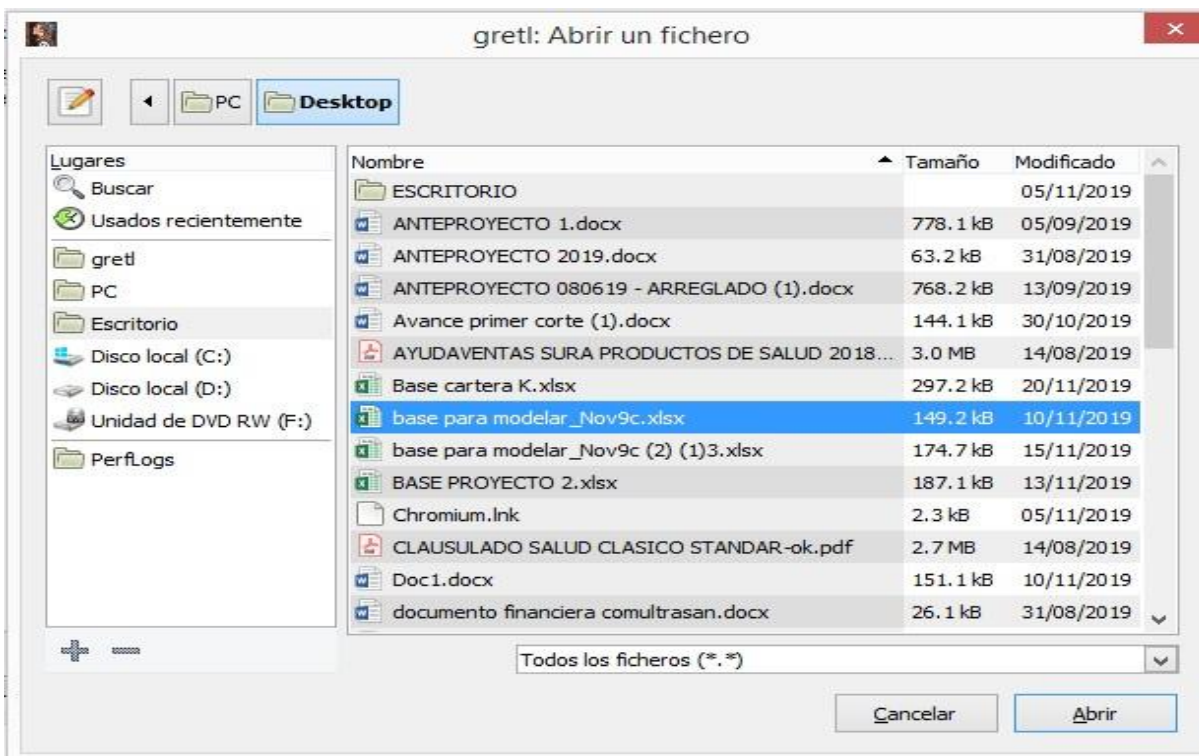 gretl: Abrir un fichero
PC Desktop
Lugares
Buscar
Usados recientemente
gretl
PC
Escritorio
Disco local (C:)
Disco local (D:)
Unidad de DVD RW (F:)
PerfLogs
Nombre Tamaño Modificado
ESCRITORIO 05/11/2019
ANTEPROYECTO 1.docx 778.1 kB 05/09/2019
ANTEPROYECTO 2019.docx 63.2 kB 31/08/2019
ANTEPROYECTO 080619 - ARREGLADO (1).docx 768.2 kB 13/09/2019
Avance primer corte (1).docx 144.1 kB 30/10/2019
AYUDAVENTAS SURA PRODUCTOS DE SALUD 2018... 3.0 MB 14/08/2019
Base cartera K.xlsx 297.2 kB 20/11/2019
base para modelar_Nov9c.xlsx 149.2 kB 10/11/2019
base para modelar_Nov9c (2) (1)3.xlsx 174.7 kB 15/11/2019
BASE PROYECTO 2.xlsx 187.1 kB 13/11/2019
Chromium.lnk 2.3 kB 05/11/2019
CLAUSULADO SALUD CLASICO STANDAR-ok.pdf 2.7 MB 14/08/2019
Doc1.docx 151.1 kB 10/11/2019
documento financiera comultrasan.docx 26.1 kB 31/08/2019
Todos los ficheros (*.*)
Cancelar Abrir